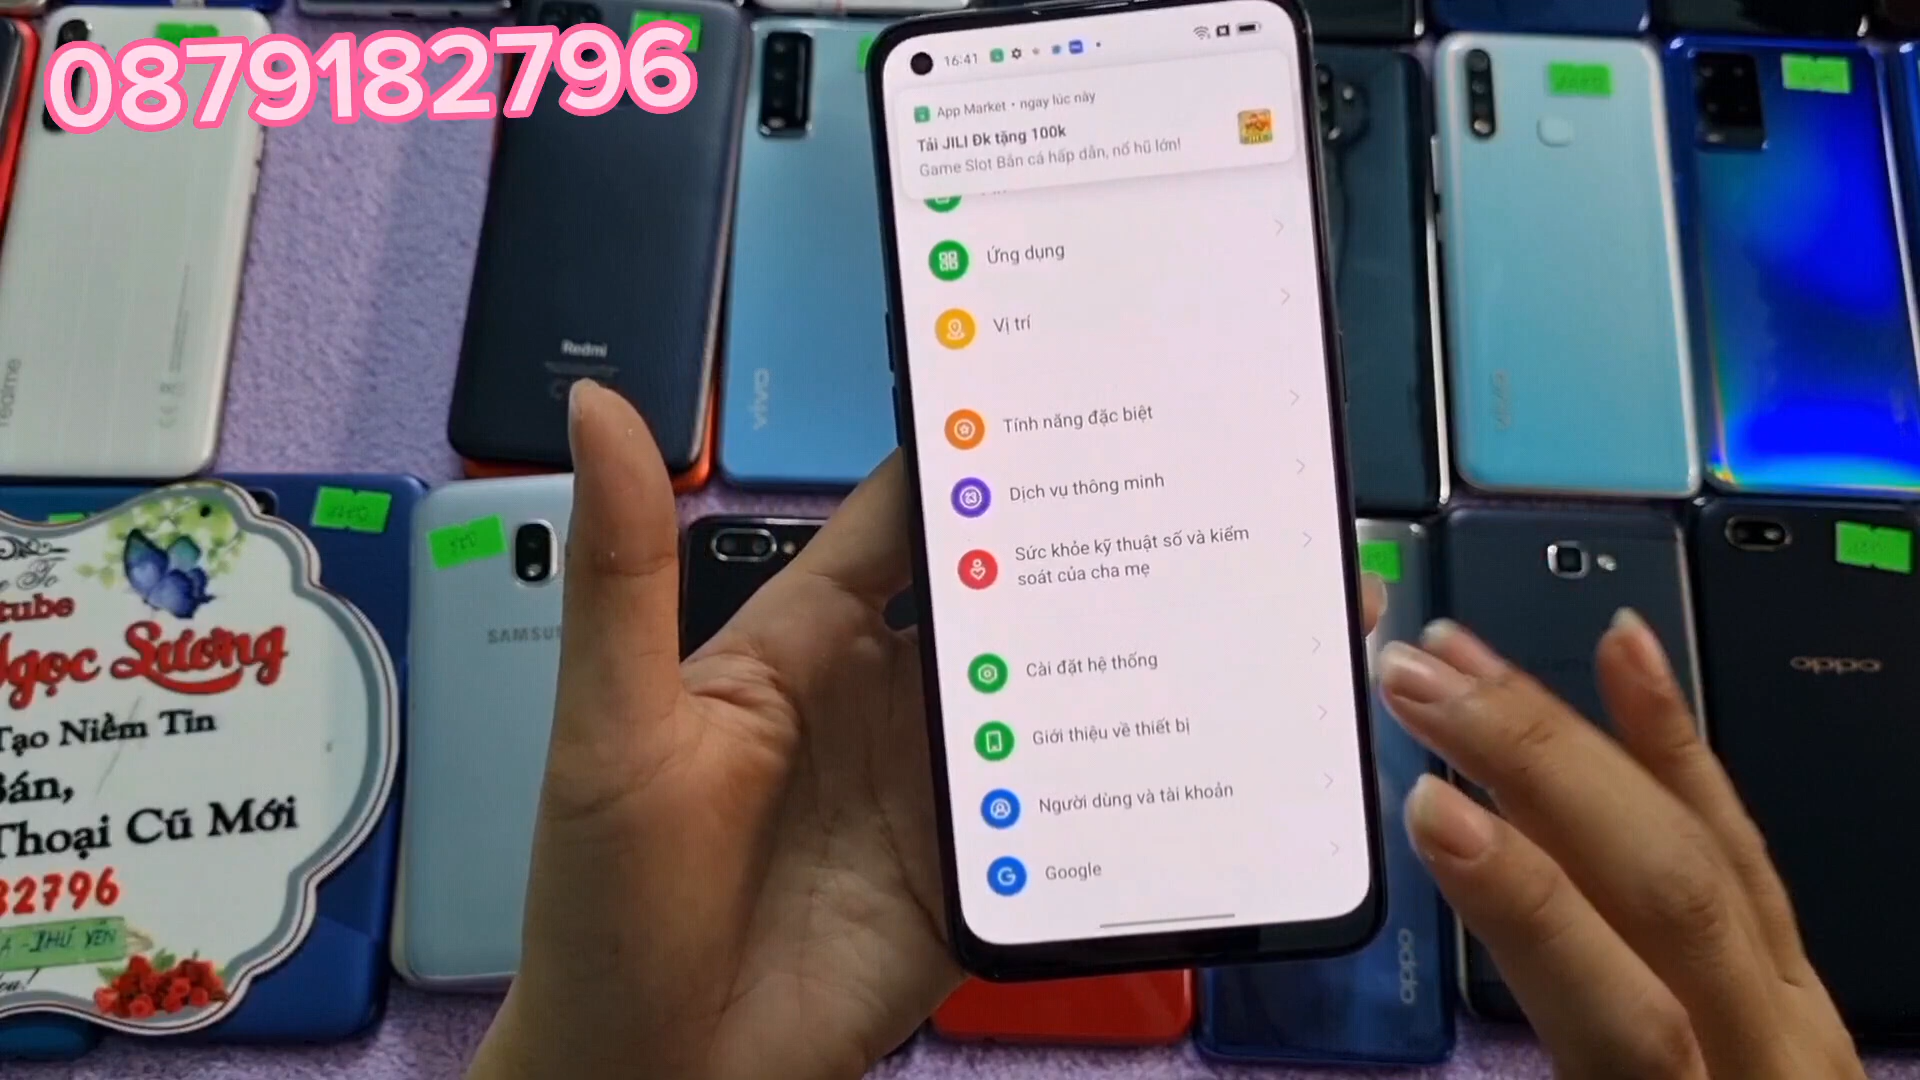 0879182796
16:41
App Market • ngay lúc này
Tải JILI Đk tặng 100k
Game Slot Bắn cá hấp dẫn, nổ hũ lớn!
Ứng dụng
Vị trí
Tính năng đặc biệt
Dịch vụ thông minh
Sức khỏe kỹ thuật số và kiểm
soát của cha mẹ
Cài đặt hệ thống
Giới thiệu về thiết bị
Người dùng và tài khoản
Google
realme
Redmi
vivo
vivo
SAMSU
oppo
oppo
tube
Ngọc Sương
Tạo Niềm Tin
Bán,
Thoại Cũ Mới
32796